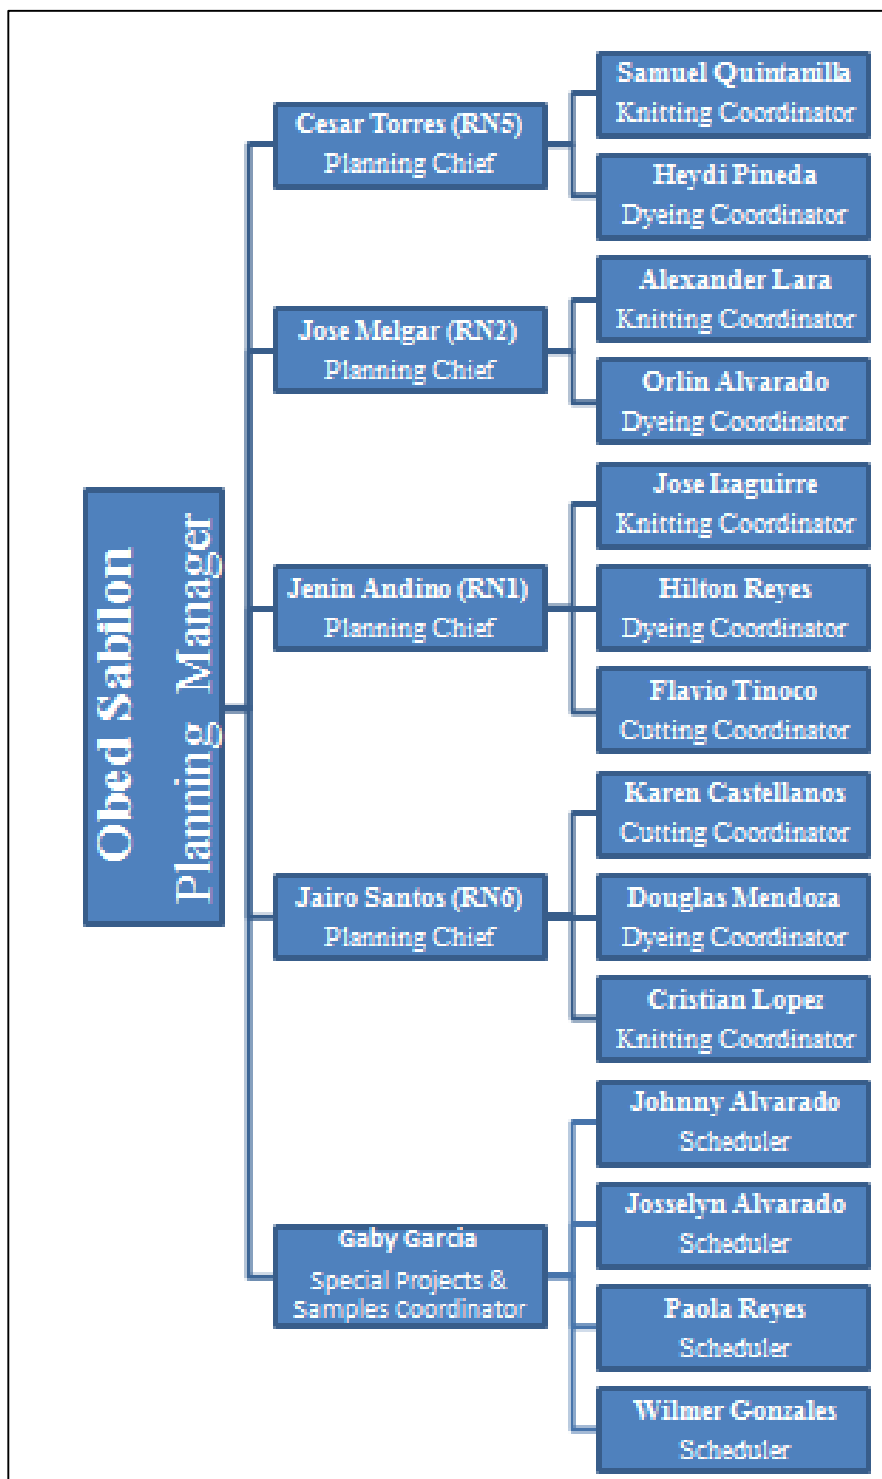 Obed Sabillon
Planning Manager
Cesar Torres (RN5)
Planning Chief
Samuel Quintanilla
Knitting Coordinator
Heydi Pineda
Dyeing Coordinator
Jose Melgar (RN2)
Planning Chief
Alexander Lara
Knitting Coordinator
Orlin Alvarado
Dyeing Coordinator
Jenin Andino (RN1)
Planning Chief
Jose Izaguirre
Knitting Coordinator
Hilton Reyes
Dyeing Coordinator
Flavio Tinoco
Cutting Coordinator
Jairo Santos (RN6)
Planning Chief
Karen Castellanos
Cutting Coordinator
Douglas Mendoza
Dyeing Coordinator
Cristian Lopez
Knitting Coordinator
Gaby Garcia
Special Projects &
Samples Coordinator
Johnny Alvarado
Scheduler
Josselyn Alvarado
Scheduler
Paola Reyes
Scheduler
Wilmer Gonzales
Scheduler